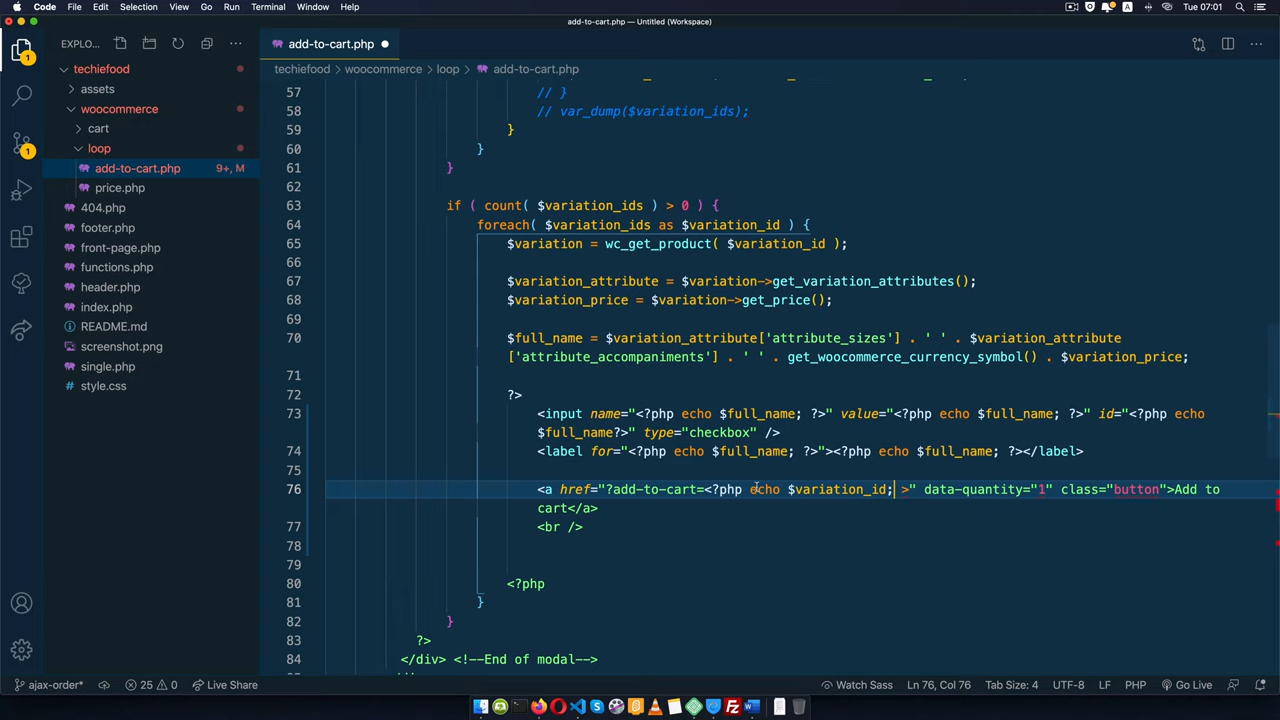 Code File Edit Selection View Go Run Terminal Window Help Tue 07:01
add-to-cart.php — Untitled (Workspace)
EXPLO...
add-to-cart.php
techiefood
techiefood > woocommerce > loop > add-to-cart.php
assets
woocommerce
cart
loop
add-to-cart.php 9+, M
price.php
404.php
footer.php
front-page.php
functions.php
header.php
index.php
README.md
screenshot.png
single.php
style.css
57 // }
58 // var_dump($variation_ids);
59 }
60 }
61 }
62
63 if ( count( $variation_ids ) > 0 ) {
64 foreach( $variation_ids as $variation_id ) {
65 $variation = wc_get_product( $variation_id );
66
67 $variation_attribute = $variation->get_variation_attributes();
68 $variation_price = $variation->get_price();
69
70 $full_name = $variation_attribute['attribute_sizes'] . ' ' . $variation_attribute
['attribute_accompaniments'] . ' ' . get_woocommerce_currency_symbol() . $variation_price;
71
72 ?>
73 <input name="<?php echo $full_name; ?>" value="<?php echo $full_name; ?>" id="<?php echo
$full_name?>" type="checkbox" />
74 <label for="<?php echo $full_name; ?>"><?php echo $full_name; ?></label>
75
76 <a href="?add-to-cart=<?php echo $variation_id; >" data-quantity="1" class="button">Add to
cart</a>
77 <br />
78
79
80 <?php
81 }
82 }
83 ?>
84 </div> <!--End of modal-->
1
1
ajax-order* 25 0 Live Share Watch Sass Ln 76, Col 76 Tab Size: 4 UTF-8 LF PHP Go Live